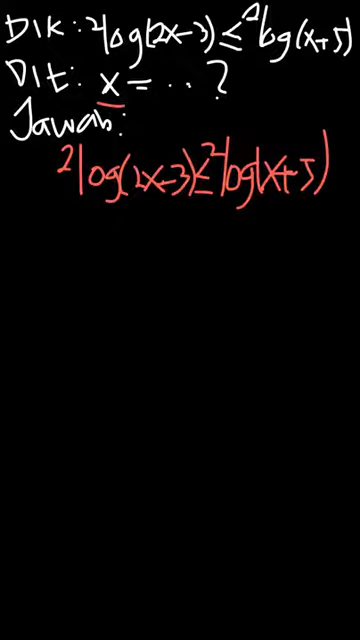 DIK: ²log(2x-3) ≤ ²log(x+5)
Dit: x = ... ?
Jawab:
²log(2x-3) ≤ ²log(x+5)